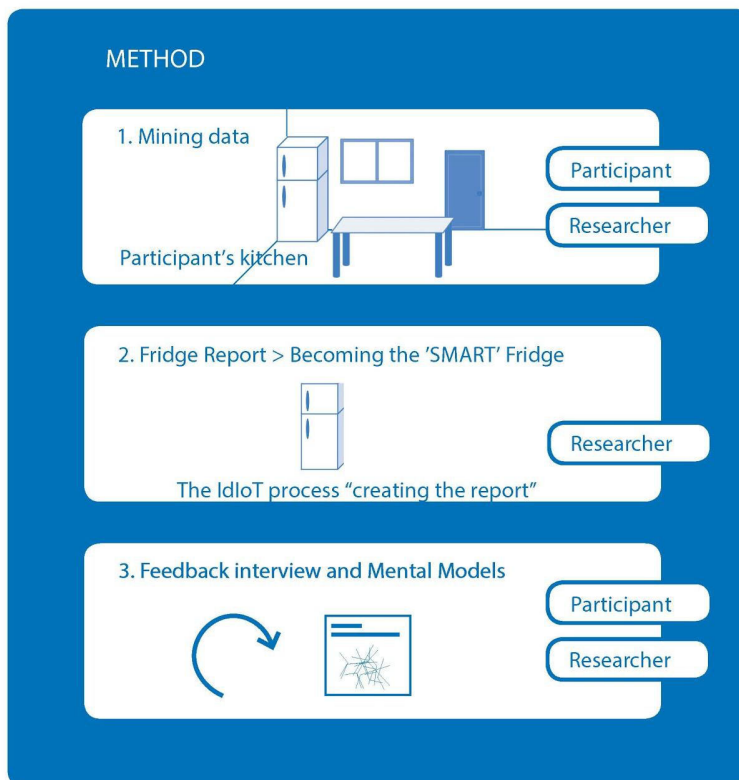 METHOD
1. Mining data
Participant
Researcher
Participant's kitchen
2. Fridge Report > Becoming the 'SMART' Fridge
Researcher
The IdIoT process “creating the report”
3. Feedback interview and Mental Models
Participant
Researcher